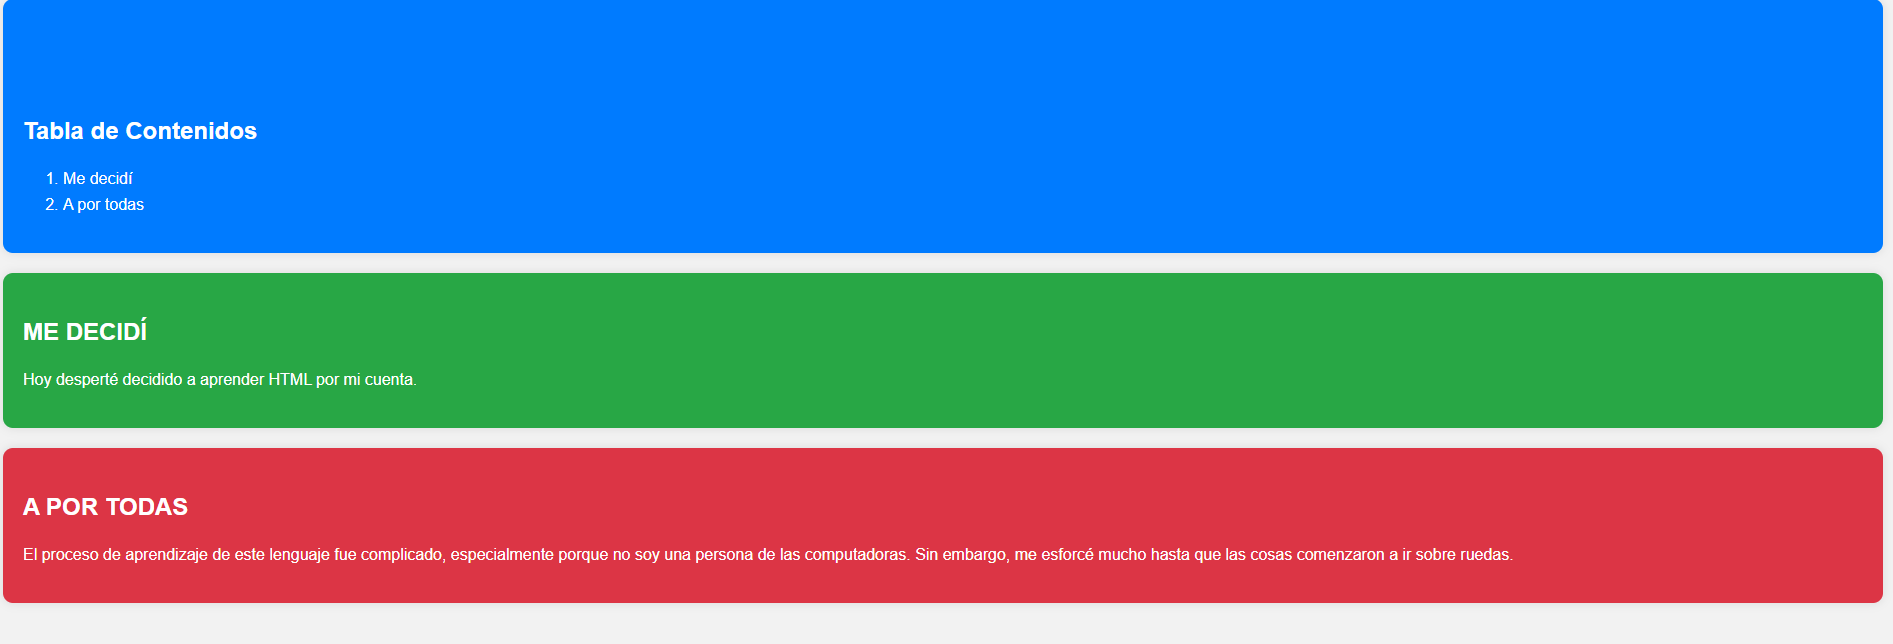 Tabla de Contenidos
1. Me decidí
2. A por todas
ME DECIDÍ
Hoy desperté decidido a aprender HTML por mi cuenta.
A POR TODAS
El proceso de aprendizaje de este lenguaje fue complicado, especialmente porque no soy una persona de las computadoras. Sin embargo, me esforcé mucho hasta que las cosas comenzaron a ir sobre ruedas.